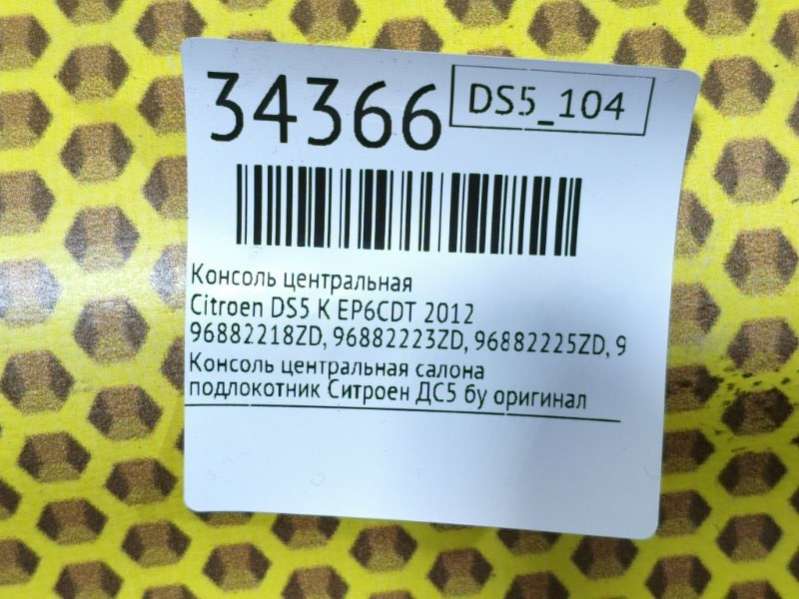 34366
DS5_104
Консоль центральная
Citroen DS5 K EP6CDT 2012
96882218ZD, 96882223ZD, 96882225ZD, 9
Консоль центральная салона
подлокотник Ситроен ДС5 бу оригинал